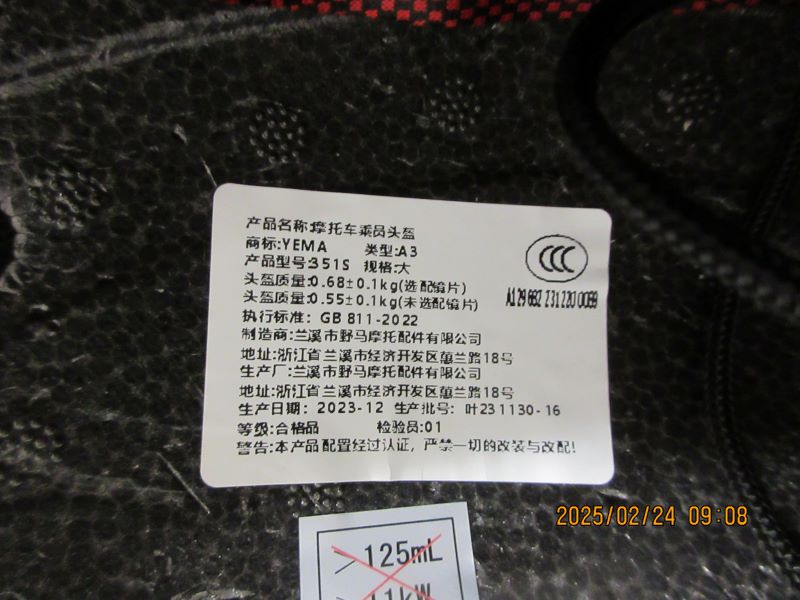 产品名称:摩托车乘员头盔
商标:YEMA 类型:A3
产品型号:351S 规格:大
头盔质量:0.68±0.1kg(选配镜片)
头盔质量:0.55±0.1kg(未选配镜片)
执行标准: GB 811-2022
制造商:兰溪市野马摩托配件有限公司
地址:浙江省兰溪市经济开发区蕙兰路18号
生产厂:兰溪市野马摩托配件有限公司
地址:浙江省兰溪市经济开发区蕙兰路18号
生产日期: 2023-12 生产批号: 叶231130-16
等级:合格品 检验员:01
警告:本产品配置经过认证, 严禁一切的改装与改配!
CCC
>125mL
2025/02/24 09:08